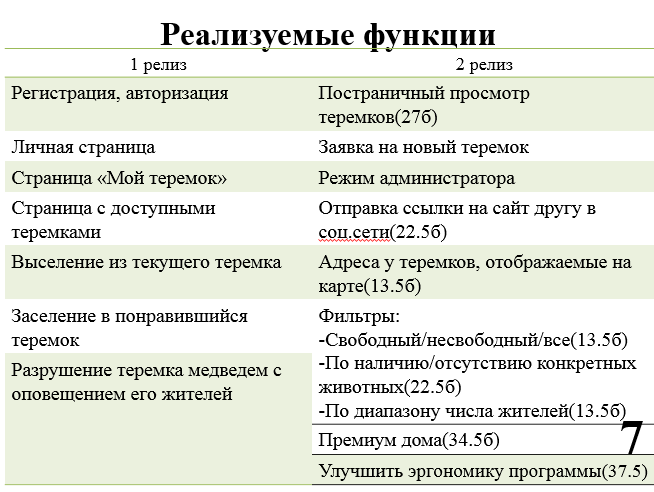 Реализуемые функции
1 релиз
2 релиз
Регистрация, авторизация
Постраничный просмотр
теремков(27б)
Личная страница
Заявка на новый теремок
Страница «Мой теремок»
Режим администратора
Страница с доступными
теремками
Отправка ссылки на сайт другу в
соц.сети(22.5б)
Выселение из текущего теремка
Адреса у теремков, отображаемые на
карте(13.5б)
Заселение в понравившийся
теремок
Фильтры:
-Свободный/несвободный/все(13.5б)
-По наличию/отсутствию конкретных
животных(22.5б)
-По диапазону числа жителей(13.5б)
Разрушение теремка медведем с
оповещением его жителей
Премиум дома(34.5б)
Улучшить эргономику программы(37.5)
7